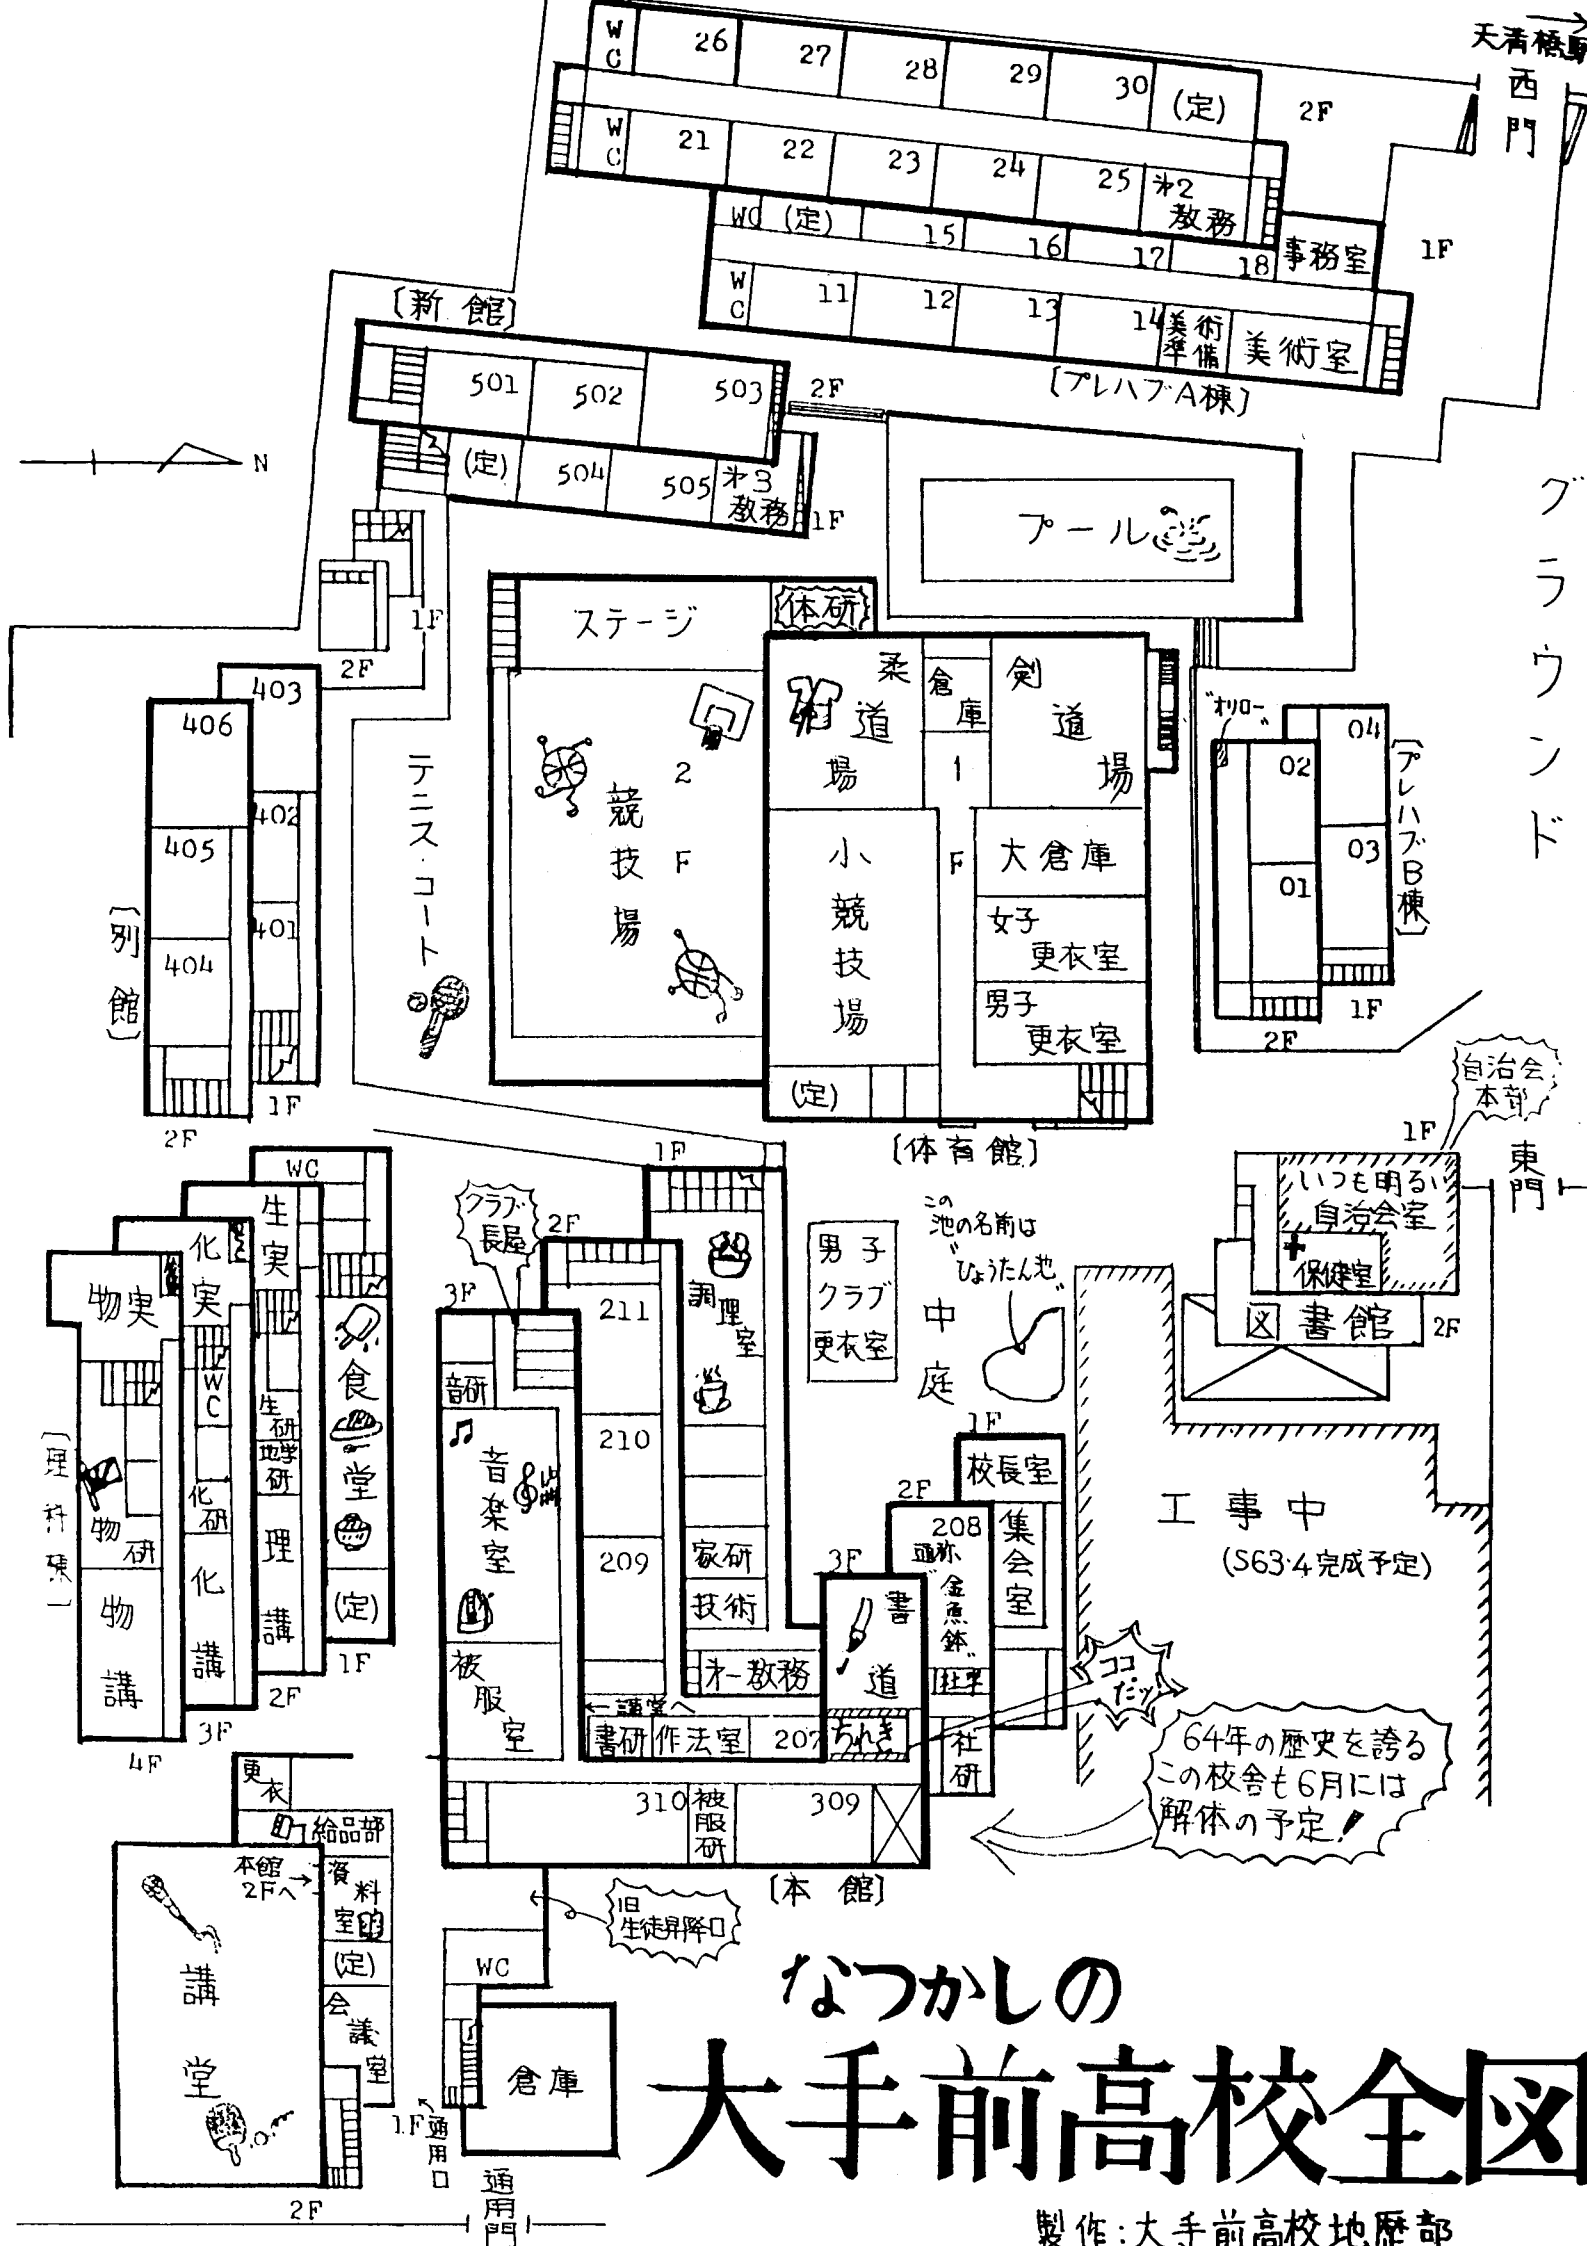 天満橋駅
西門
WC
26
27
28
29
30
(定)
2F
WC
21
22
23
24
25
才2
教務
WC
(定)
15
16
17
18
事務室
1F
WC
11
12
13
14
美術
準備
美術室
〔プレハブA棟〕
〔新館〕
501
502
503
2F
(定)
504
505
才3
教務
1F
N
プール
グラウンド
1F
2F
ステージ
体研
柔道場
倉庫
剣道場
2F
競技場
小競技場
1F
大倉庫
女子
更衣室
男子
更衣室
(定)
〔体育館〕
テニス・コート
403
406
402
405
401
404
〔別館〕
1F
2F
"オリロー"
04
02
03
01
〔プレハブB棟〕
1F
2F
自治会
本部
1F
東門
いつも明るい
自治会室
保健室
図書館
2F
WC
生実
化実
物実
食堂
WC
生研
地学研
化研
物研
理講
化講
物講
(定)
1F
2F
3F
4F
クラブ
長屋
1F
2F
3F
211
調理室
音研
音楽室
210
209
家研
技術
被服室
才一教務
←講堂へ
書研
作法室
207
ちれき
男子
クラブ
更衣室
この
池の名前は
"ひょうたん池"
中庭
1F
校長室
2F
208
通称
"金魚鉢"
集会室
3F
書道
社研
310
被服研
309
〔本館〕
工事中
(S63・4完成予定)
ココ
だッ
64年の歴史を誇る
この校舎も6月には
解体の予定!
更衣
給品部
本館
2Fへ→
資料室
(定)
会議室
講堂
2F
旧
生徒昇降口
WC
倉庫
1F
通用口
通用門
なつかしの
大手前高校全図
製作:大手前高校地歴部